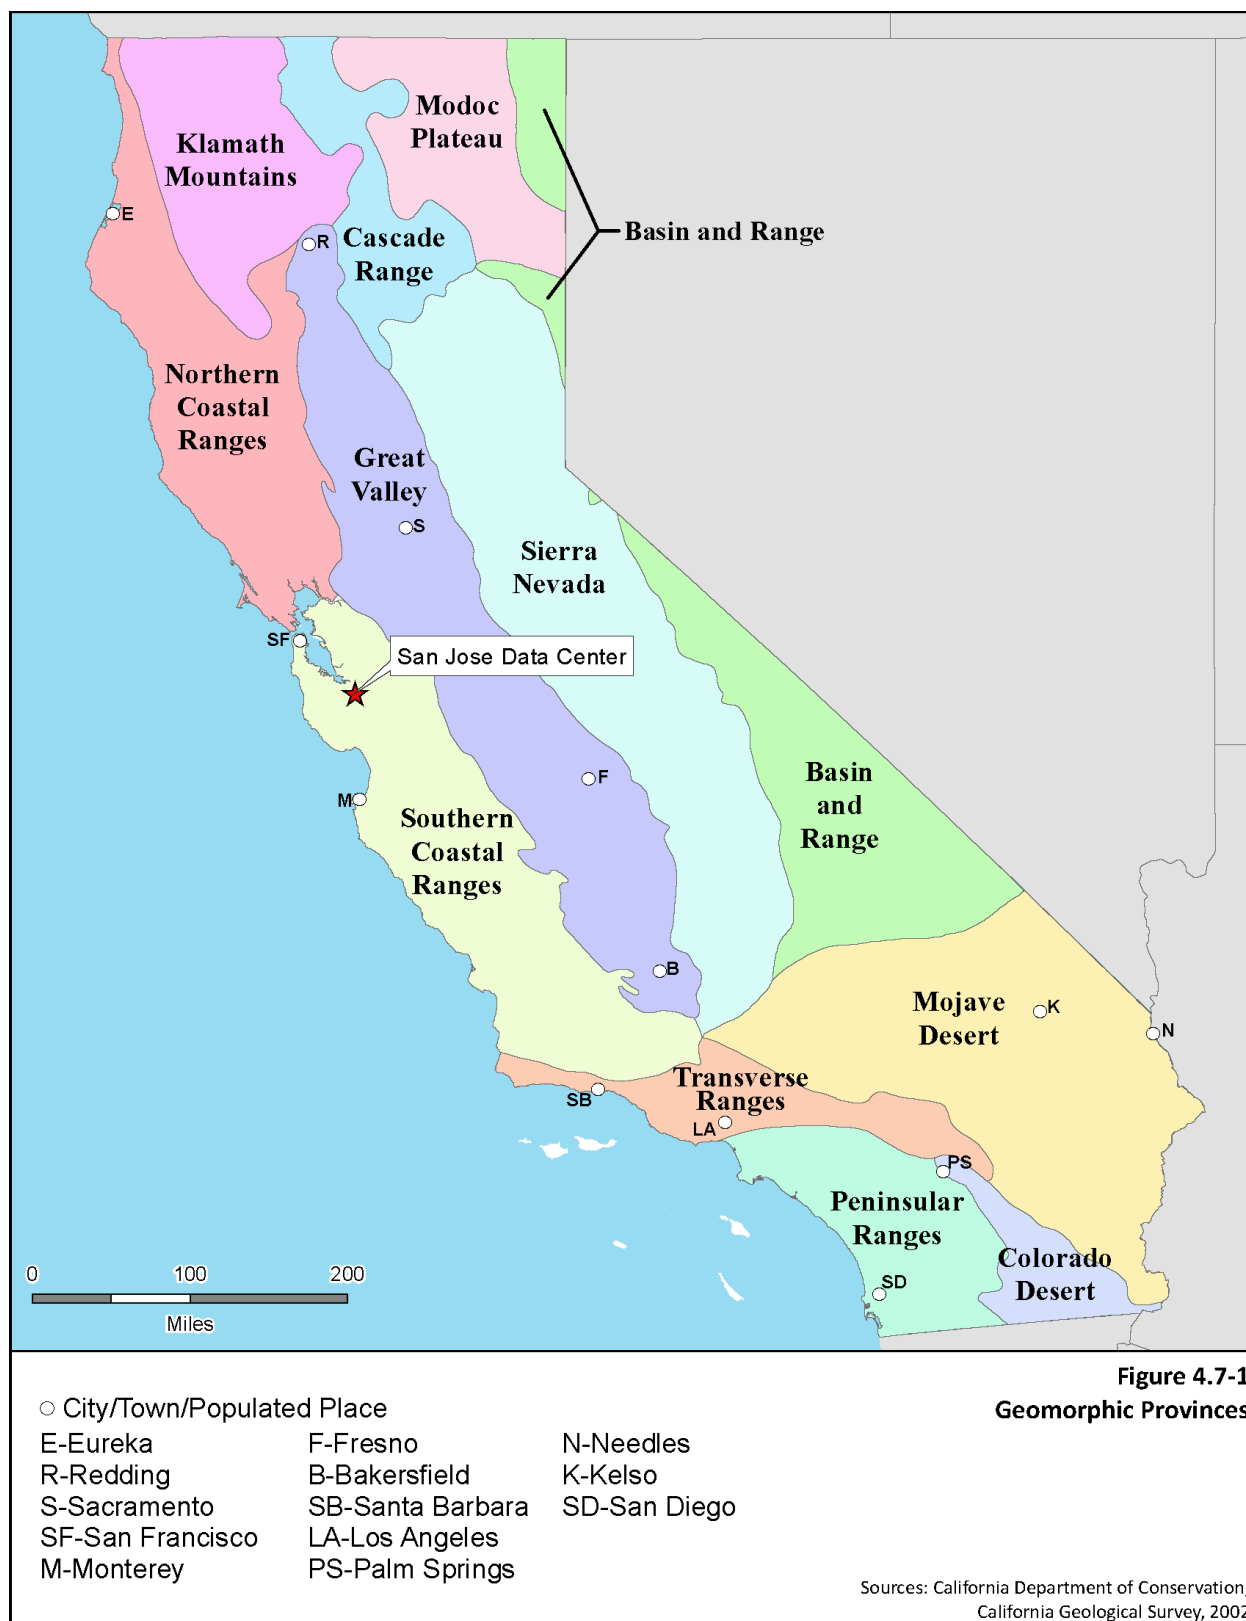 Klamath
Mountains
Modoc
Plateau
E
R
Cascade
Range
Basin and Range
Northern
Coastal
Ranges
Great
Valley
S
Sierra
Nevada
SF
San Jose Data Center
F
M
Southern
Coastal
Ranges
Basin
and
Range
B
Mojave
Desert
K
N
Transverse
Ranges
SB
LA
PS
Peninsular
Ranges
Colorado
Desert
SD
0 100 200
Miles
Figure 4.7-1
Geomorphic Provinces
City/Town/Populated Place
E-Eureka
R-Redding
S-Sacramento
SF-San Francisco
M-Monterey
F-Fresno
B-Bakersfield
SB-Santa Barbara
LA-Los Angeles
PS-Palm Springs
N-Needles
K-Kelso
SD-San Diego
Sources: California Department of Conservation,
California Geological Survey, 2002